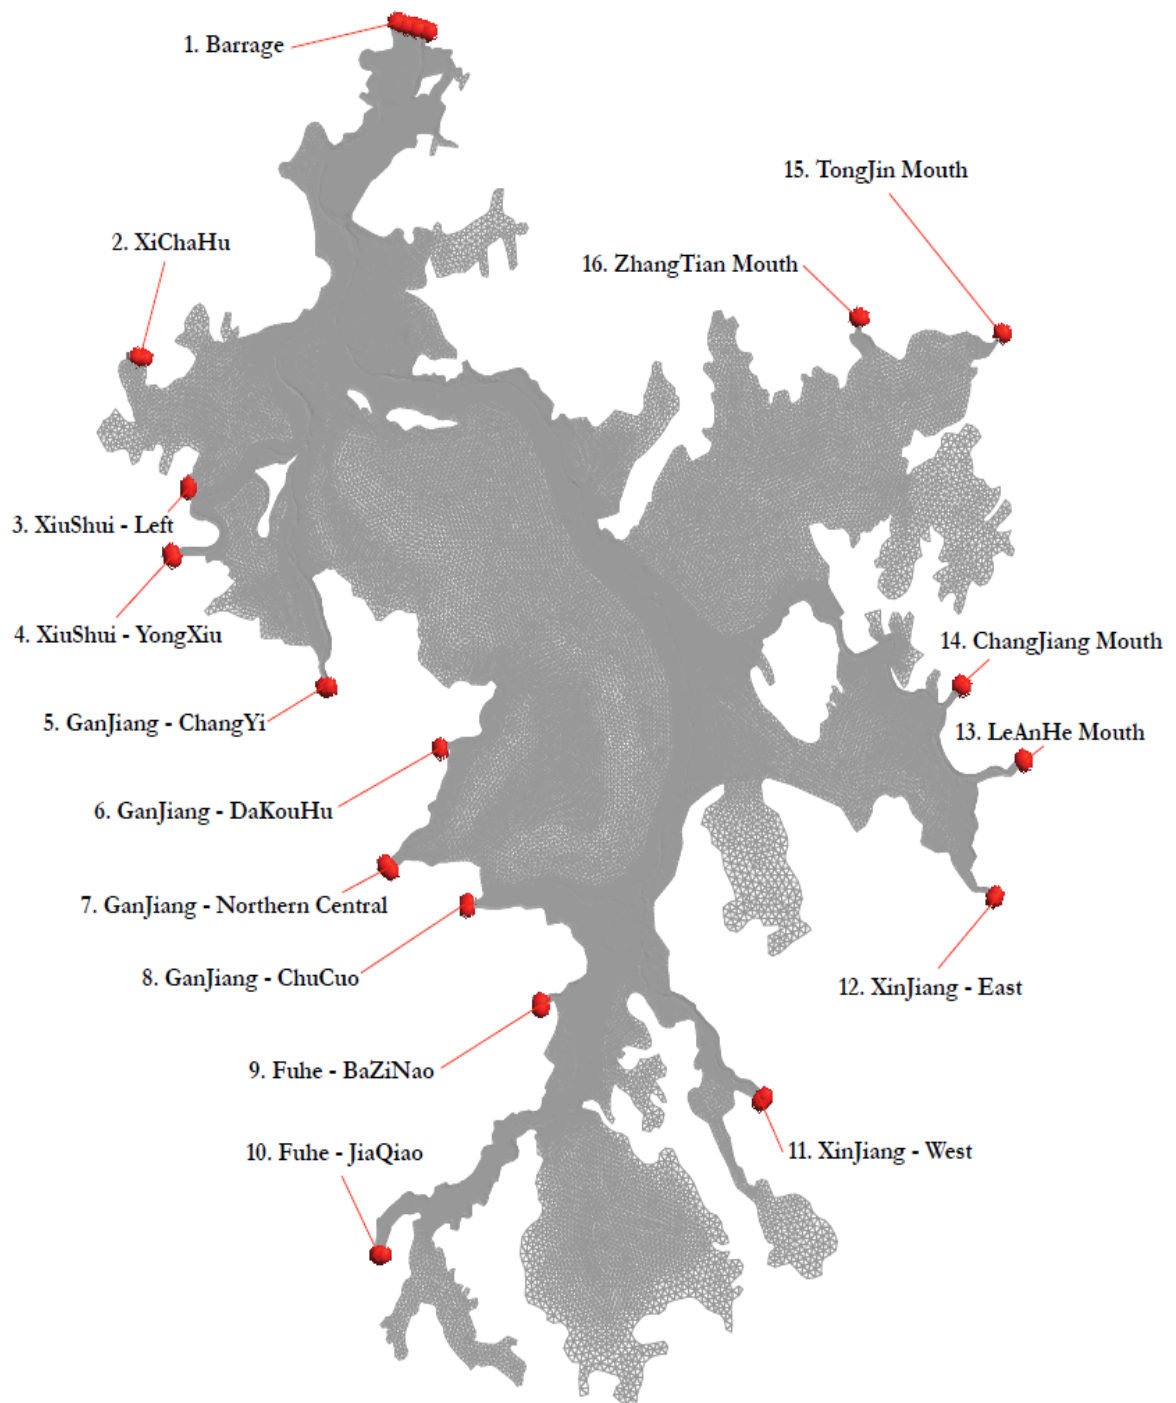 1. Barrage
15. TongJin Mouth
2. XiChaHu
16. ZhangTian Mouth
3. XiuShui - Left
4. XiuShui - YongXiu
14. ChangJiang Mouth
5. GanJiang - ChangYi
13. LeAnHe Mouth
6. GanJiang - DaKouHu
7. GanJiang - Northern Central
8. GanJiang - ChuCuo
12. XinJiang - East
9. Fuhe - BaZiNao
10. Fuhe - JiaQiao
11. XinJiang - West